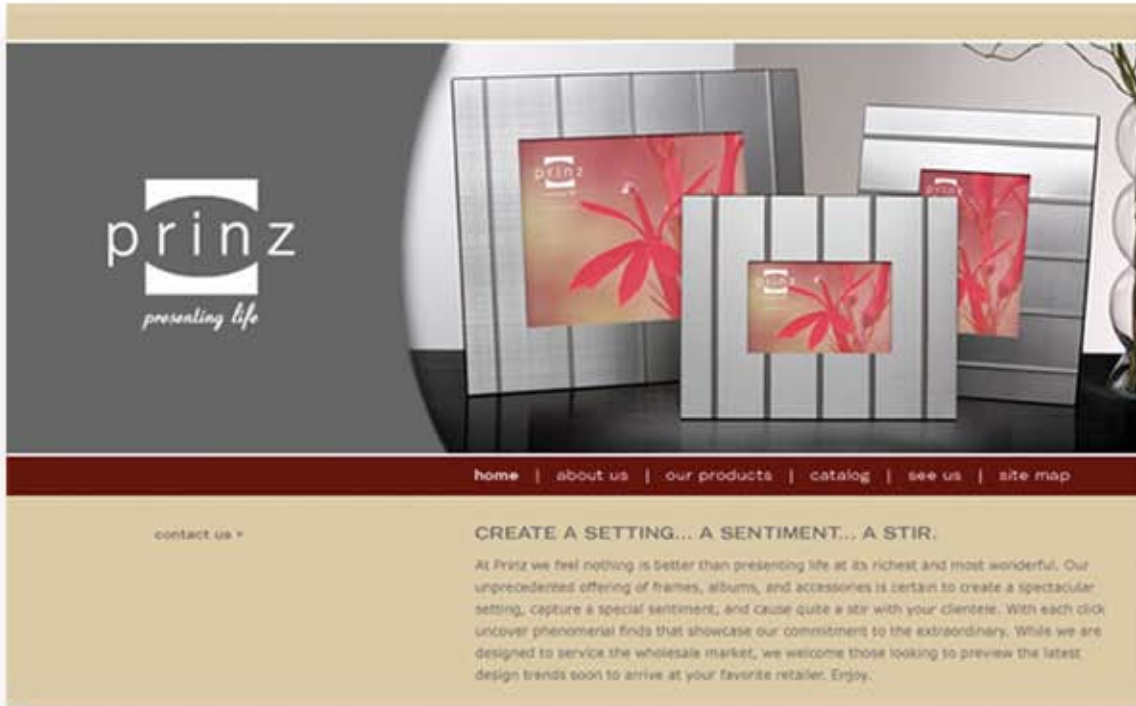 prinz
presenting life
prinz
prinz
prinz
home | about us | our products | catalog | see us | site map
contact us
CREATE A SETTING... A SENTIMENT... A STIR.
At Prinz we feel nothing is better than presenting life at its richest and most wonderful. Our
unprecedented offering of frames, albums, and accessories is certain to create a spectacular
setting, capture a special sentiment, and cause quite a stir with your clientele. With each click
uncover phenomenal finds that showcase our commitment to the extraordinary. While we are
designed to service the wholesale market, we welcome those looking to preview the latest
design trends soon to arrive at your favorite retailer. Enjoy.